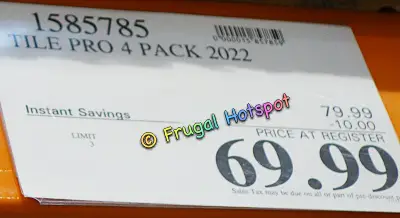 1585785
TILE PRO 4 PACK 2022
Instant Savings 79.99
-10.00
LIMIT
3
PRICE AT REGISTER
69.99
© Frugal Hotspot